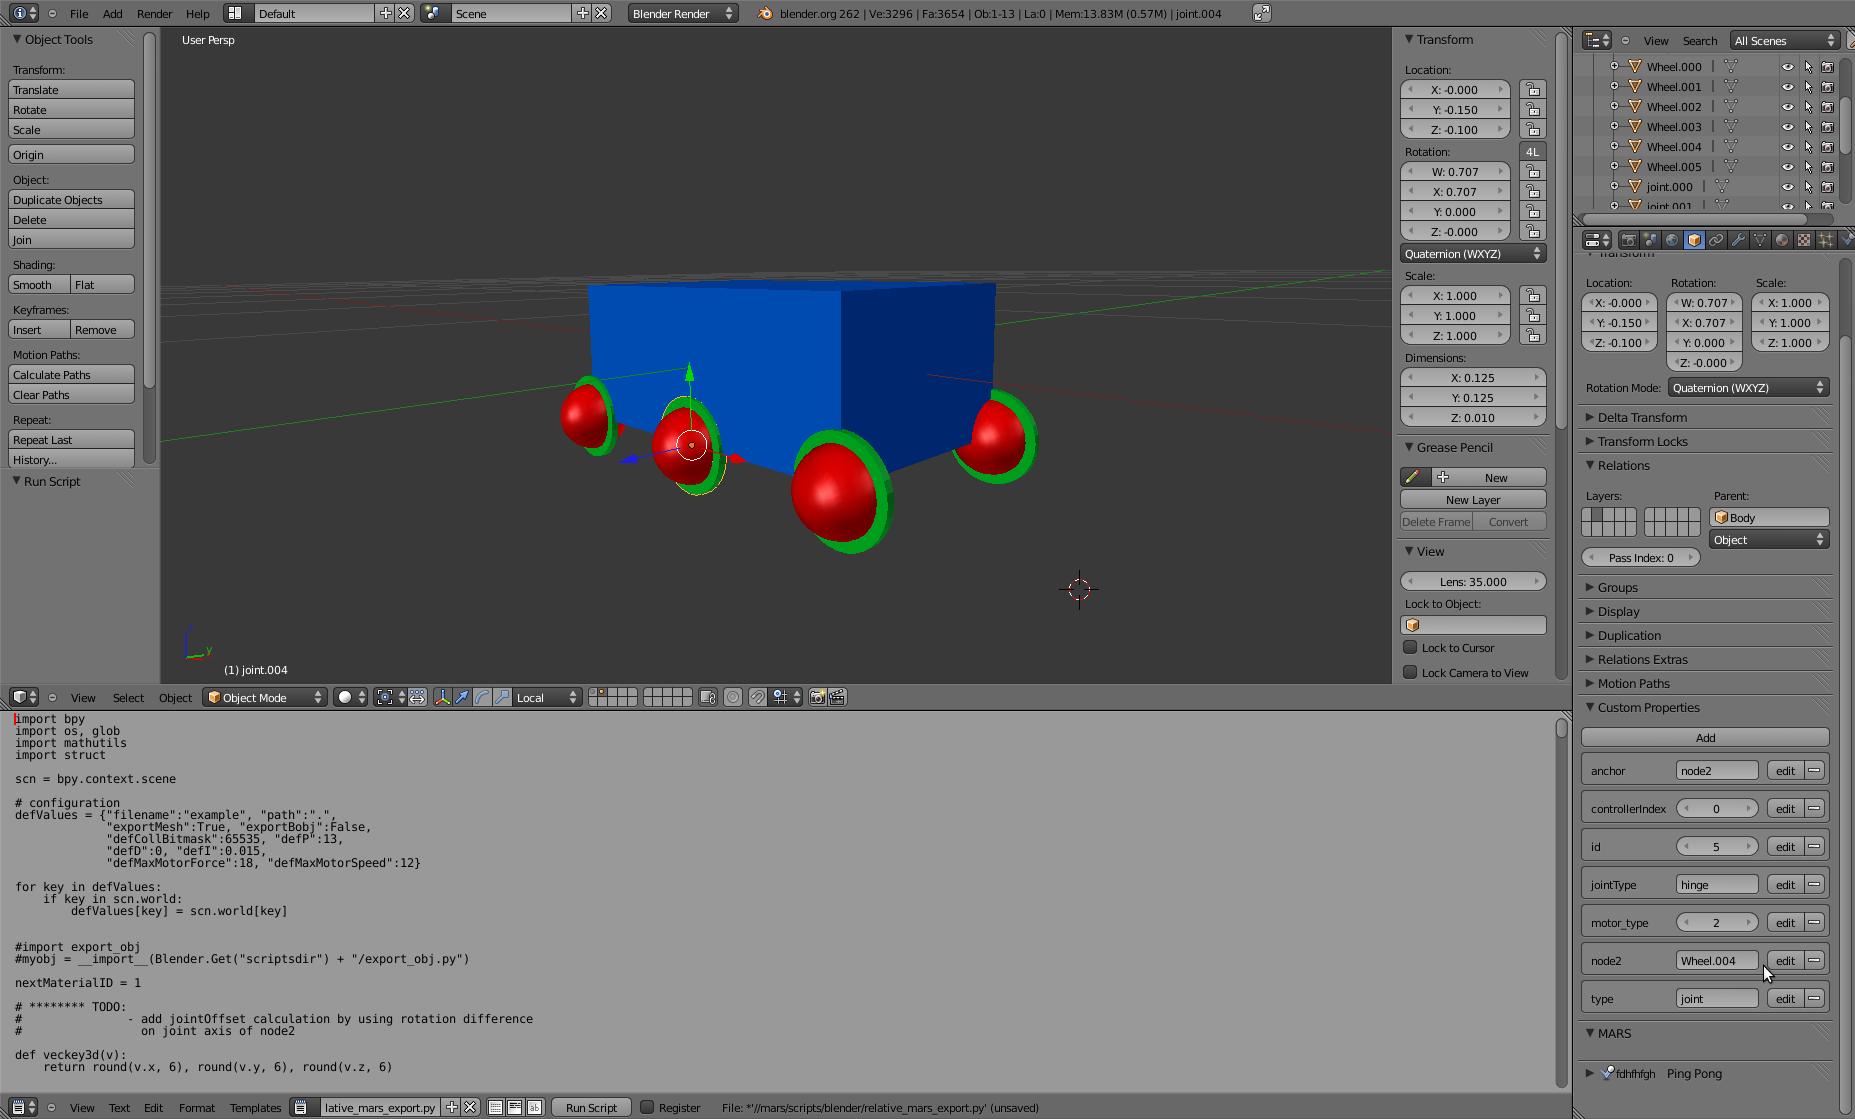 File Add Render Help Default Scene Blender Render blender.org 262 | Ve:3296 | Fa:3654 | Ob:1-13 | La:0 | Mem:13.83M (0.57M) | joint.004
Object Tools
Transform:
Translate
Rotate
Scale
Origin
Object:
Duplicate Objects
Delete
Join
Shading:
Smooth Flat
Keyframes:
Insert Remove
Motion Paths:
Calculate Paths
Clear Paths
Repeat:
Repeat Last
History...
Run Script
User Persp
y
(1) joint.004
Transform
Location:
X: -0.000
Y: -0.150
Z: -0.100
Rotation: 4L
W: 0.707
X: 0.707
Y: 0.000
Z: -0.000
Quaternion (WXYZ)
Scale:
X: 1.000
Y: 1.000
Z: 1.000
Dimensions:
X: 0.125
Y: 0.125
Z: 0.010
Grease Pencil
New
New Layer
Delete Frame Convert
View
Lens: 35.000
Lock to Object:
Lock to Cursor
Lock Camera to View
View Search All Scenes
Wheel.000
Wheel.001
Wheel.002
Wheel.003
Wheel.004
Wheel.005
joint.000
joint.001
Transform
Location: Rotation: Scale:
X: -0.000 W: 0.707 X: 1.000
Y: -0.150 X: 0.707 Y: 1.000
Z: -0.100 Y: 0.000 Z: 1.000
Z: -0.000
Rotation Mode: Quaternion (WXYZ)
Delta Transform
Transform Locks
Relations
Layers: Parent:
Body
Object
Pass Index: 0
Groups
Display
Duplication
Relations Extras
Motion Paths
Custom Properties
Add
anchor node2 edit
controllerIndex 0 edit
id 5 edit
jointType hinge edit
motor_type 2 edit
node2 Wheel.004 edit
type joint edit
MARS
fdhfhfgh Ping Pong
View Select Object Object Mode Local
import bpy
import os, glob
import mathutils
import struct
scn = bpy.context.scene
# configuration
defValues = {"filename":"example", "path":".",
"exportMesh":True, "exportBobj":False,
"defCollBitmask":65535, "defP":13,
"defD":0, "defI":0.015,
"defMaxMotorForce":18, "defMaxMotorSpeed":12}
for key in defValues:
if key in scn.world:
defValues[key] = scn.world[key]
#import export_obj
#myobj = __import__(Blender.Get("scriptsdir") + "/export_obj.py")
nextMaterialID = 1
# ******** TODO:
# - add jointOffset calculation by using rotation difference
# on joint axis of node2
def veckey3d(v):
return round(v.x, 6), round(v.y, 6), round(v.z, 6)
View Text Edit Format Templates lative_mars_export.py Run Script Register File: *'//mars/scripts/blender/relative_mars_export.py' (unsaved)